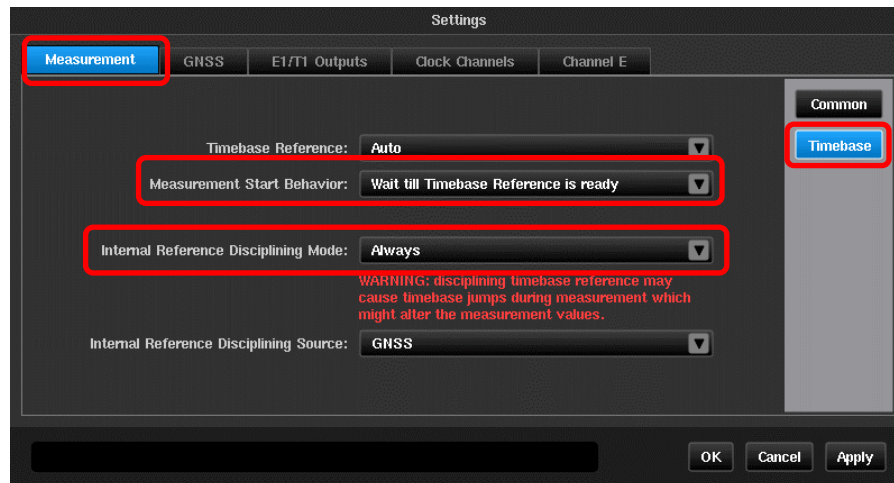 Settings
Measurement GNSS E1/T1 Outputs Clock Channels Channel E
Common
Timebase
Timebase Reference: Auto
Measurement Start Behavior: Wait till Timebase Reference is ready
Internal Reference Disciplining Mode: Always
WARNING: disciplining timebase reference may
cause timebase jumps during measurement which
might alter the measurement values.
Internal Reference Disciplining Source: GNSS
OK Cancel Apply